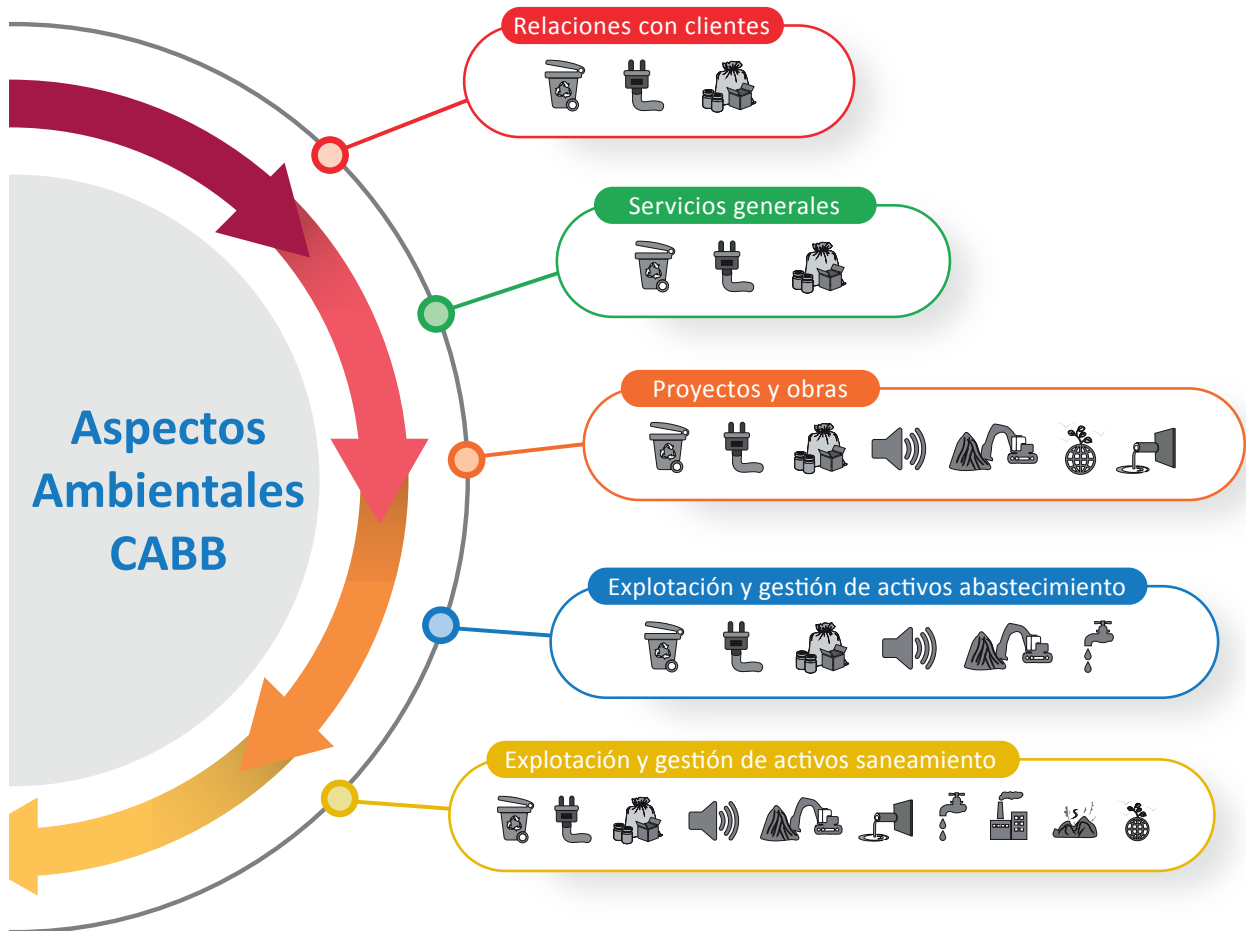 Relaciones con clientes
Servicios generales
Proyectos y obras
Aspectos
Ambientales
CABB
Explotación y gestión de activos abastecimiento
Explotación y gestión de activos saneamiento